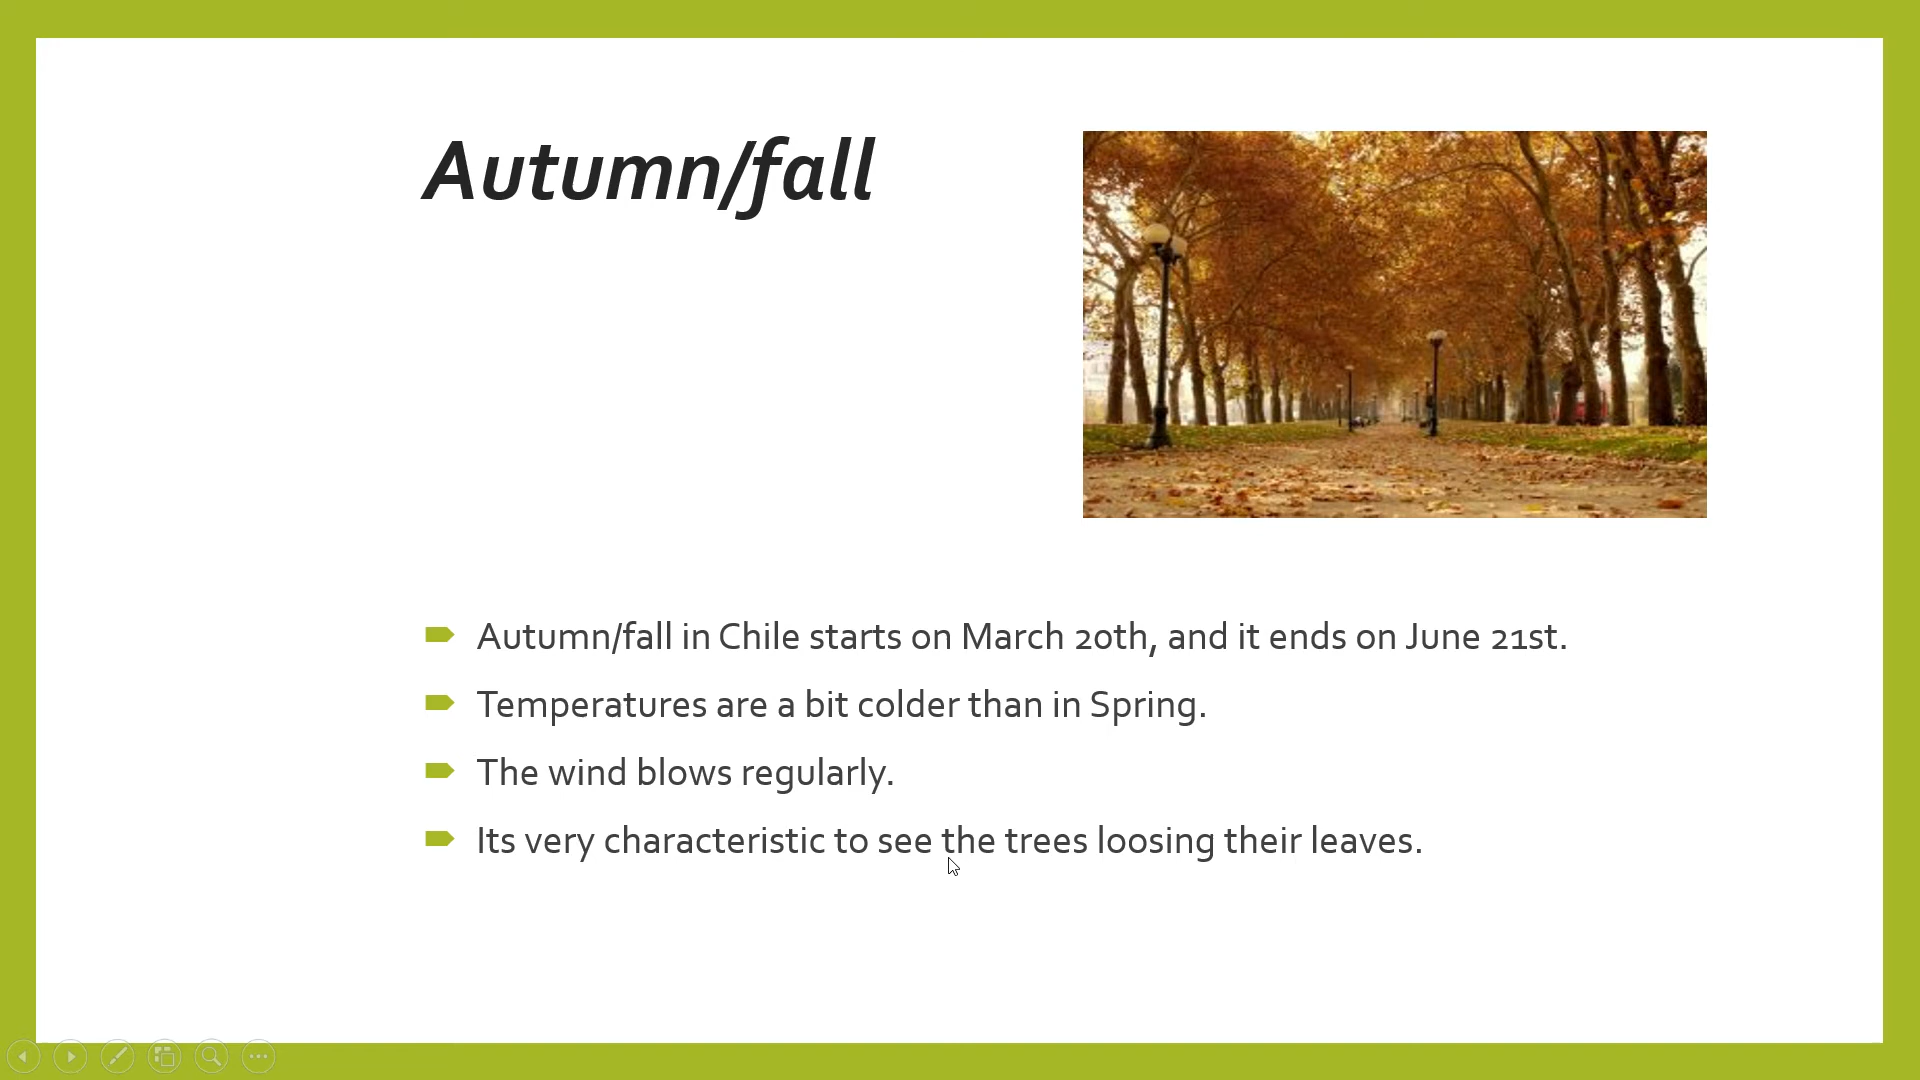 Autumn/fall
Autumn/fall in Chile starts on March 20th, and it ends on June 21st.
Temperatures are a bit colder than in Spring.
The wind blows regularly.
Its very characteristic to see the trees loosing their leaves.